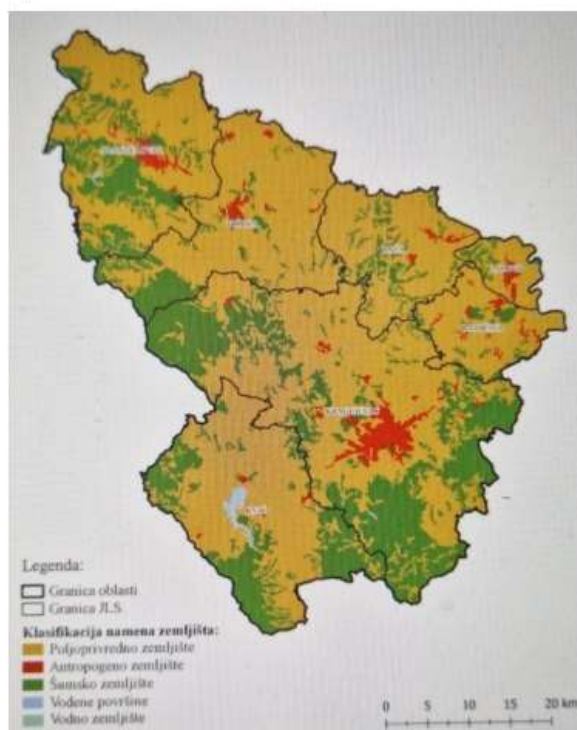 Legenda:
Granica oblasti
Granica JLS
Klasifikacija namena zemljišta:
Poljoprivredno zemljište
Antropogeno zemljište
Šumsko zemljište
Vodene površine
Vodno zemljište
0 5 10 15 20 km